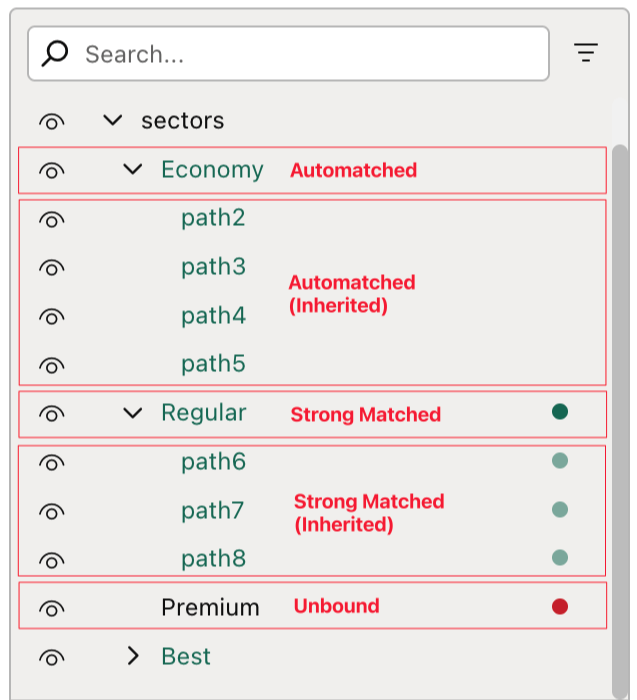 Search...
sectors
Economy Automatched
path2
path3
Automatched
(Inherited)
path4
path5
Regular Strong Matched
path6
path7
Strong Matched
(Inherited)
path8
Premium Unbound
Best